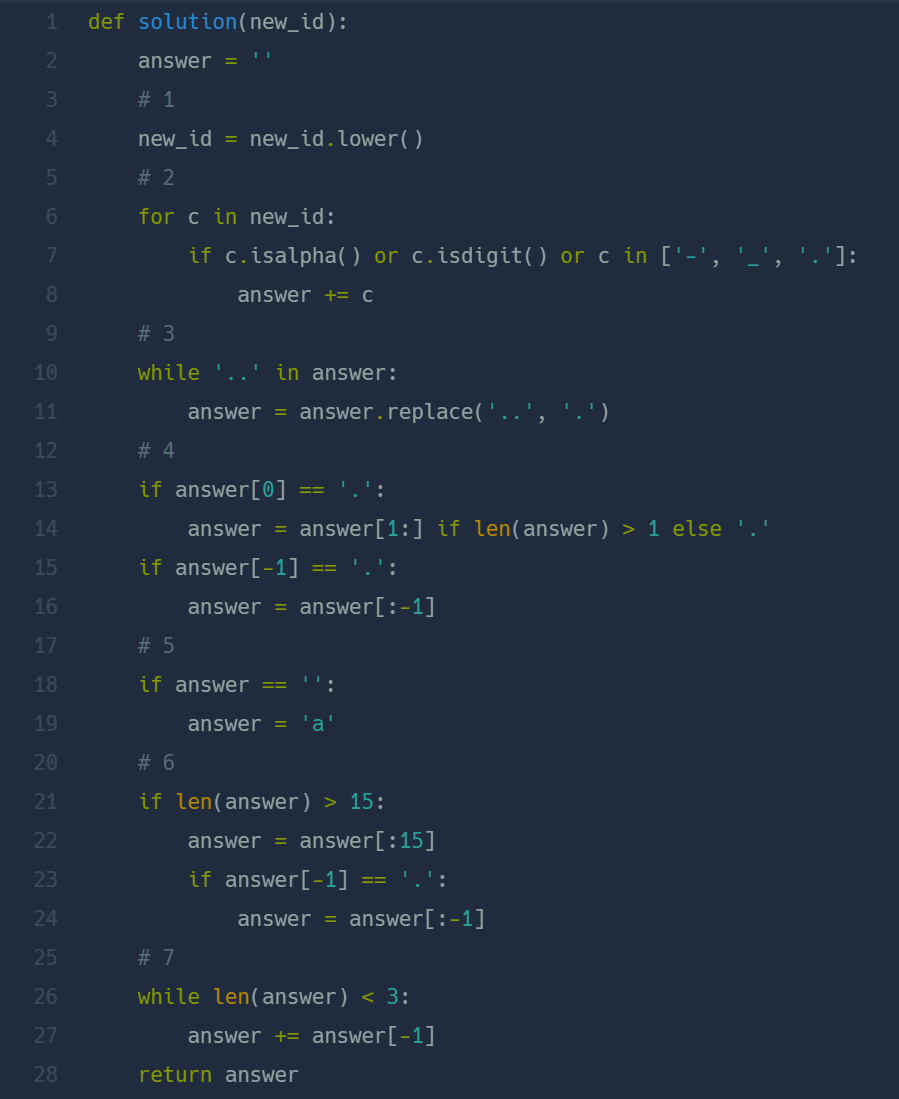 1 def solution(new_id):
2     answer = ''
3     # 1
4     new_id = new_id.lower()
5     # 2
6     for c in new_id:
7         if c.isalpha() or c.isdigit() or c in ['-', '_', '.']:
8             answer += c
9     # 3
10     while '..' in answer:
11         answer = answer.replace('..', '.')
12     # 4
13     if answer[0] == '.':
14         answer = answer[1:] if len(answer) > 1 else '.'
15     if answer[-1] == '.':
16         answer = answer[:-1]
17     # 5
18     if answer == '':
19         answer = 'a'
20     # 6
21     if len(answer) > 15:
22         answer = answer[:15]
23         if answer[-1] == '.':
24             answer = answer[:-1]
25     # 7
26     while len(answer) < 3:
27         answer += answer[-1]
28     return answer